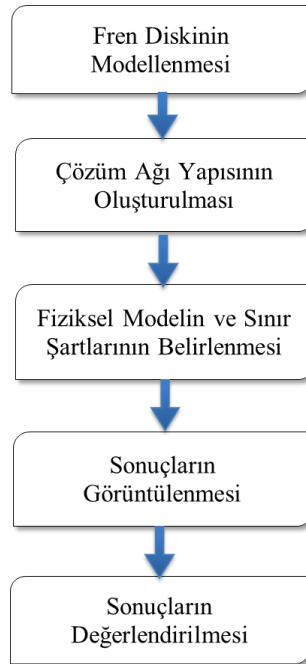 Fren Diskinin
Modellenmesi
Çözüm Ağı Yapısının
Oluşturulması
Fiziksel Modelin ve Sınır
Şartlarının Belirlenmesi
Sonuçların
Görüntülenmesi
Sonuçların
Değerlendirilmesi